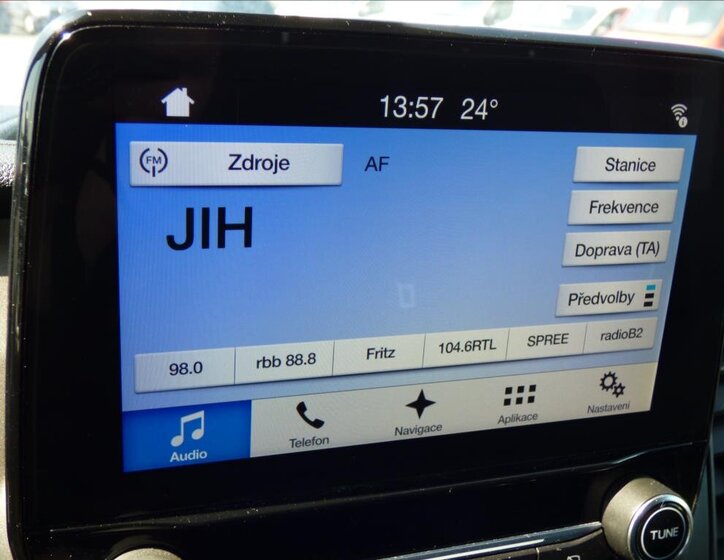 13:57 24°
FM Zdroje
AF
Stanice
JIH
Frekvence
Doprava (TA)
Předvolby
98.0
rbb 88.8
Fritz
104.6RTL
SPREE
radioB2
Audio
Telefon
Navigace
Aplikace
Nastavení
TUNE